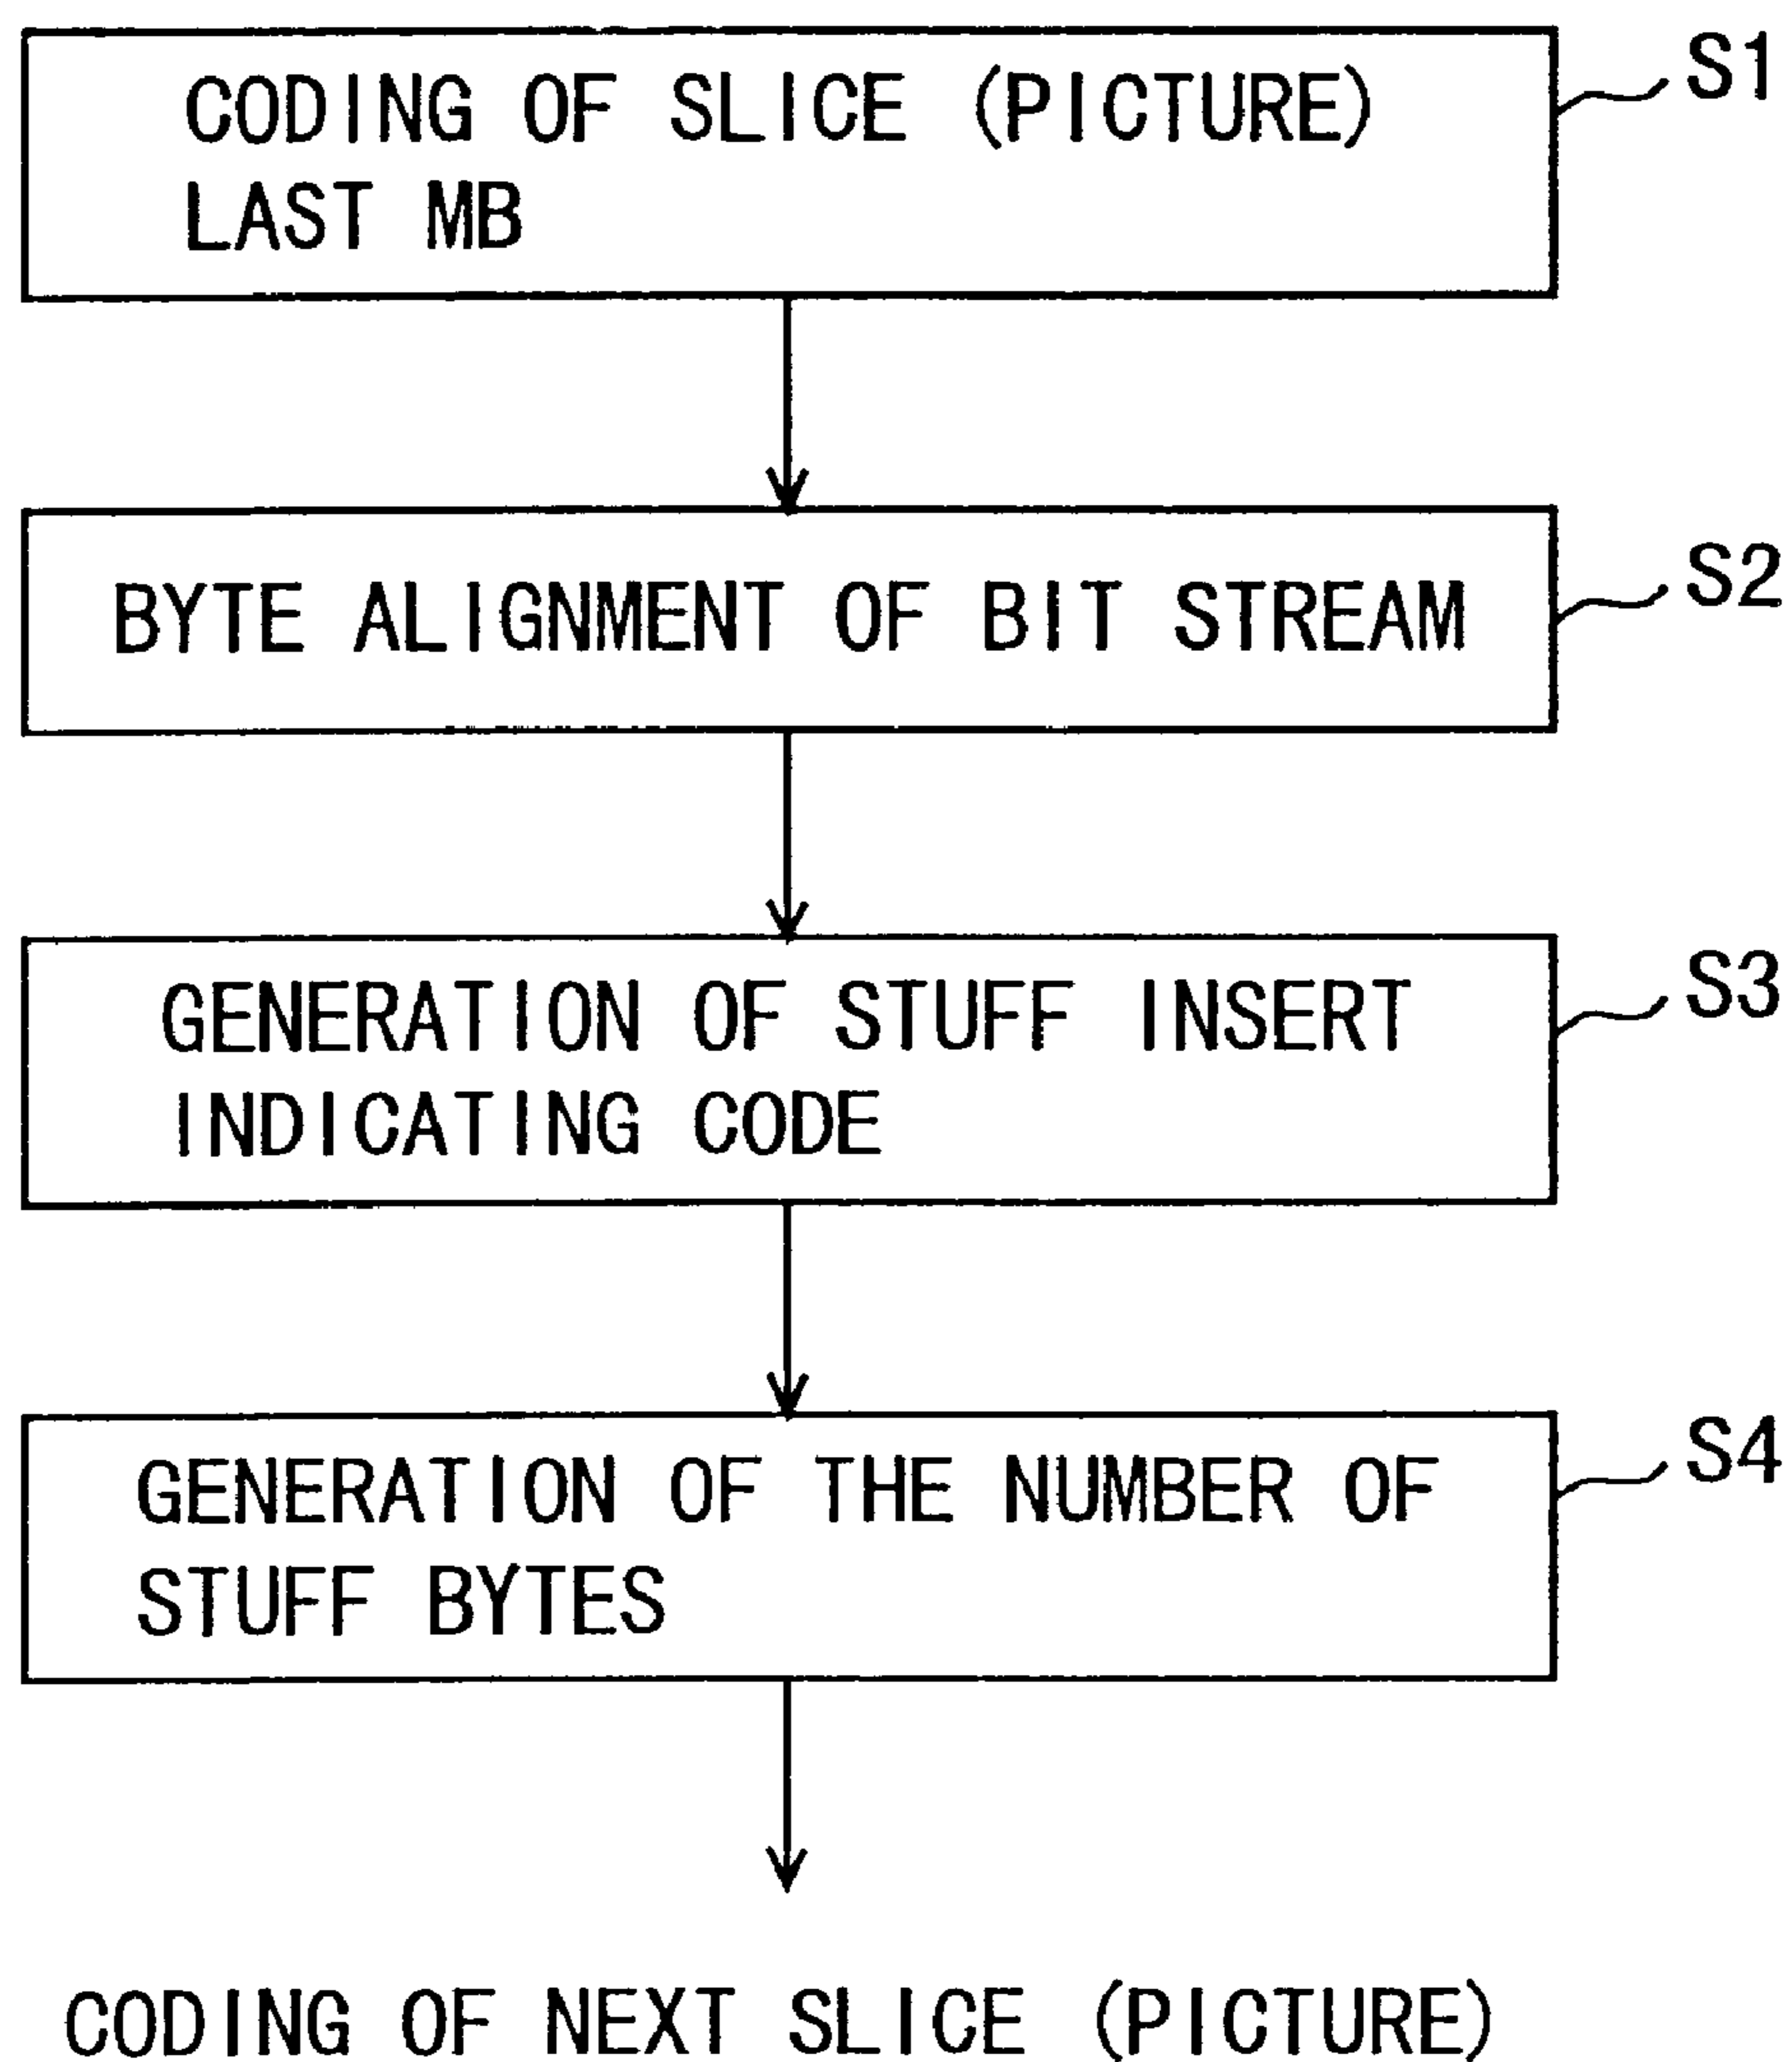 CODING OF SLICE (PICTURE)
LAST MB
S1
BYTE ALIGNMENT OF BIT STREAM
S2
GENERATION OF STUFF INSERT
INDICATING CODE
S3
GENERATION OF THE NUMBER OF
STUFF BYTES
S4
CODING OF NEXT SLICE (PICTURE)